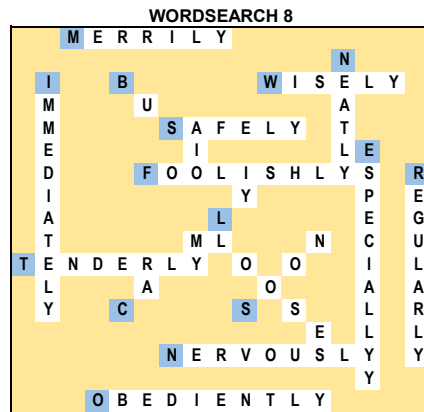 WORDSEARCH 8
M E R R I L Y
N
I B W I S E L Y
M U A
M S A F E L Y T
E I L E
D F O O L I S H L Y S R
I Y P E
A L E G
T M L N C U
T E N D E R L Y O O I L
L A O A A
Y C S S L R
E L L
N E R V O U S L Y Y
Y
O B E D I E N T L Y